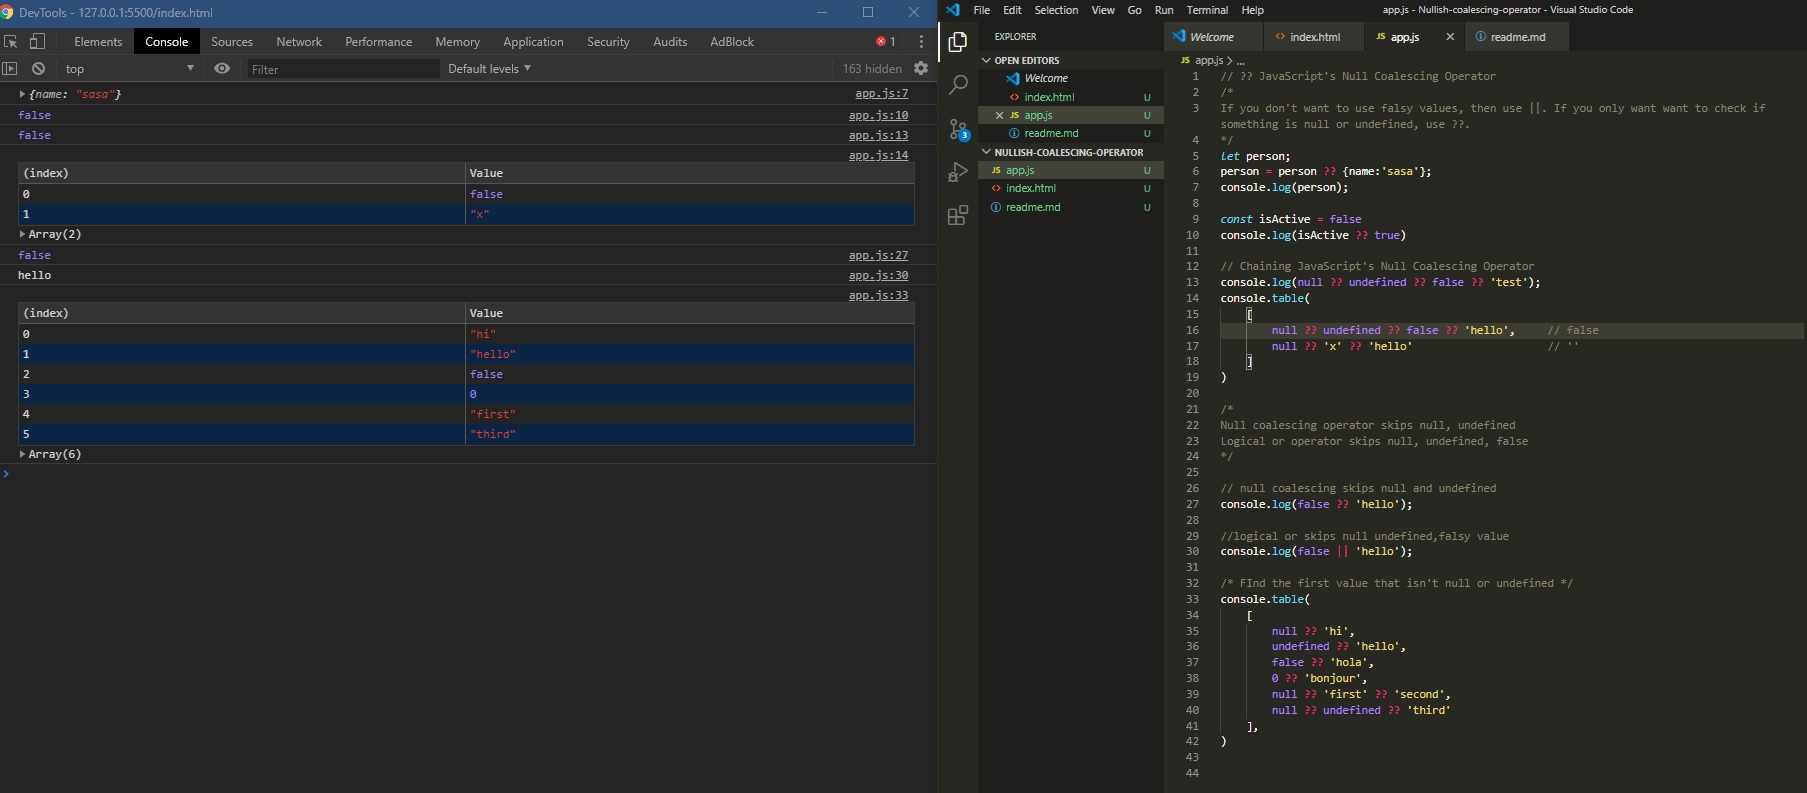 DevTools - 127.0.0.1:5500/index.html
Elements Console Sources Network Performance Memory Application Security Audits AdBlock 1
top Filter Default levels 163 hidden
{name: "sasa"} app.js:7
false app.js:10
false app.js:13
app.js:14
(index) Value
0 false
1 "x"
Array(2)
false app.js:27
hello app.js:30
app.js:33
(index) Value
0 "hi"
1 "hello"
2 false
3 0
4 "first"
5 "third"
Array(6)
>
File Edit Selection View Go Run Terminal Help app.js - Nullish-coalescing-operator - Visual Studio Code
3
EXPLORER
OPEN EDITORS
Welcome
index.html U
JS app.js U
readme.md U
NULLISH-COALESCING-OPERATOR
JS app.js U
index.html U
readme.md U
Welcome index.html JS app.js readme.md
JS app.js > ...
1 // ?? JavaScript's Null Coalescing Operator
2 /*
3 If you don't want to use falsy values, then use ||. If you only want want to check if
something is null or undefined, use ??.
4 */
5 let person;
6 person = person ?? {name:'sasa'};
7 console.log(person);
8
9 const isActive = false
10 console.log(isActive ?? true)
11
12 // Chaining JavaScript's Null Coalescing Operator
13 console.log(null ?? undefined ?? false ?? 'test');
14 console.table(
15 [
16 null ?? undefined ?? false ?? 'hello', // false
17 null ?? 'x' ?? 'hello' // ''
18 ]
19 )
20
21 /*
22 Null coalescing operator skips null, undefined
23 Logical or operator skips null, undefined, false
24 */
25
26 // null coalescing skips null and undefined
27 console.log(false ?? 'hello');
28
29 //logical or skips null undefined,falsy value
30 console.log(false || 'hello');
31
32 /* FInd the first value that isn't null or undefined */
33 console.table(
34 [
35 null ?? 'hi',
36 undefined ?? 'hello',
37 false ?? 'hola',
38 0 ?? 'bonjour',
39 null ?? 'first' ?? 'second',
40 null ?? undefined ?? 'third'
41 ],
42 )
43
44